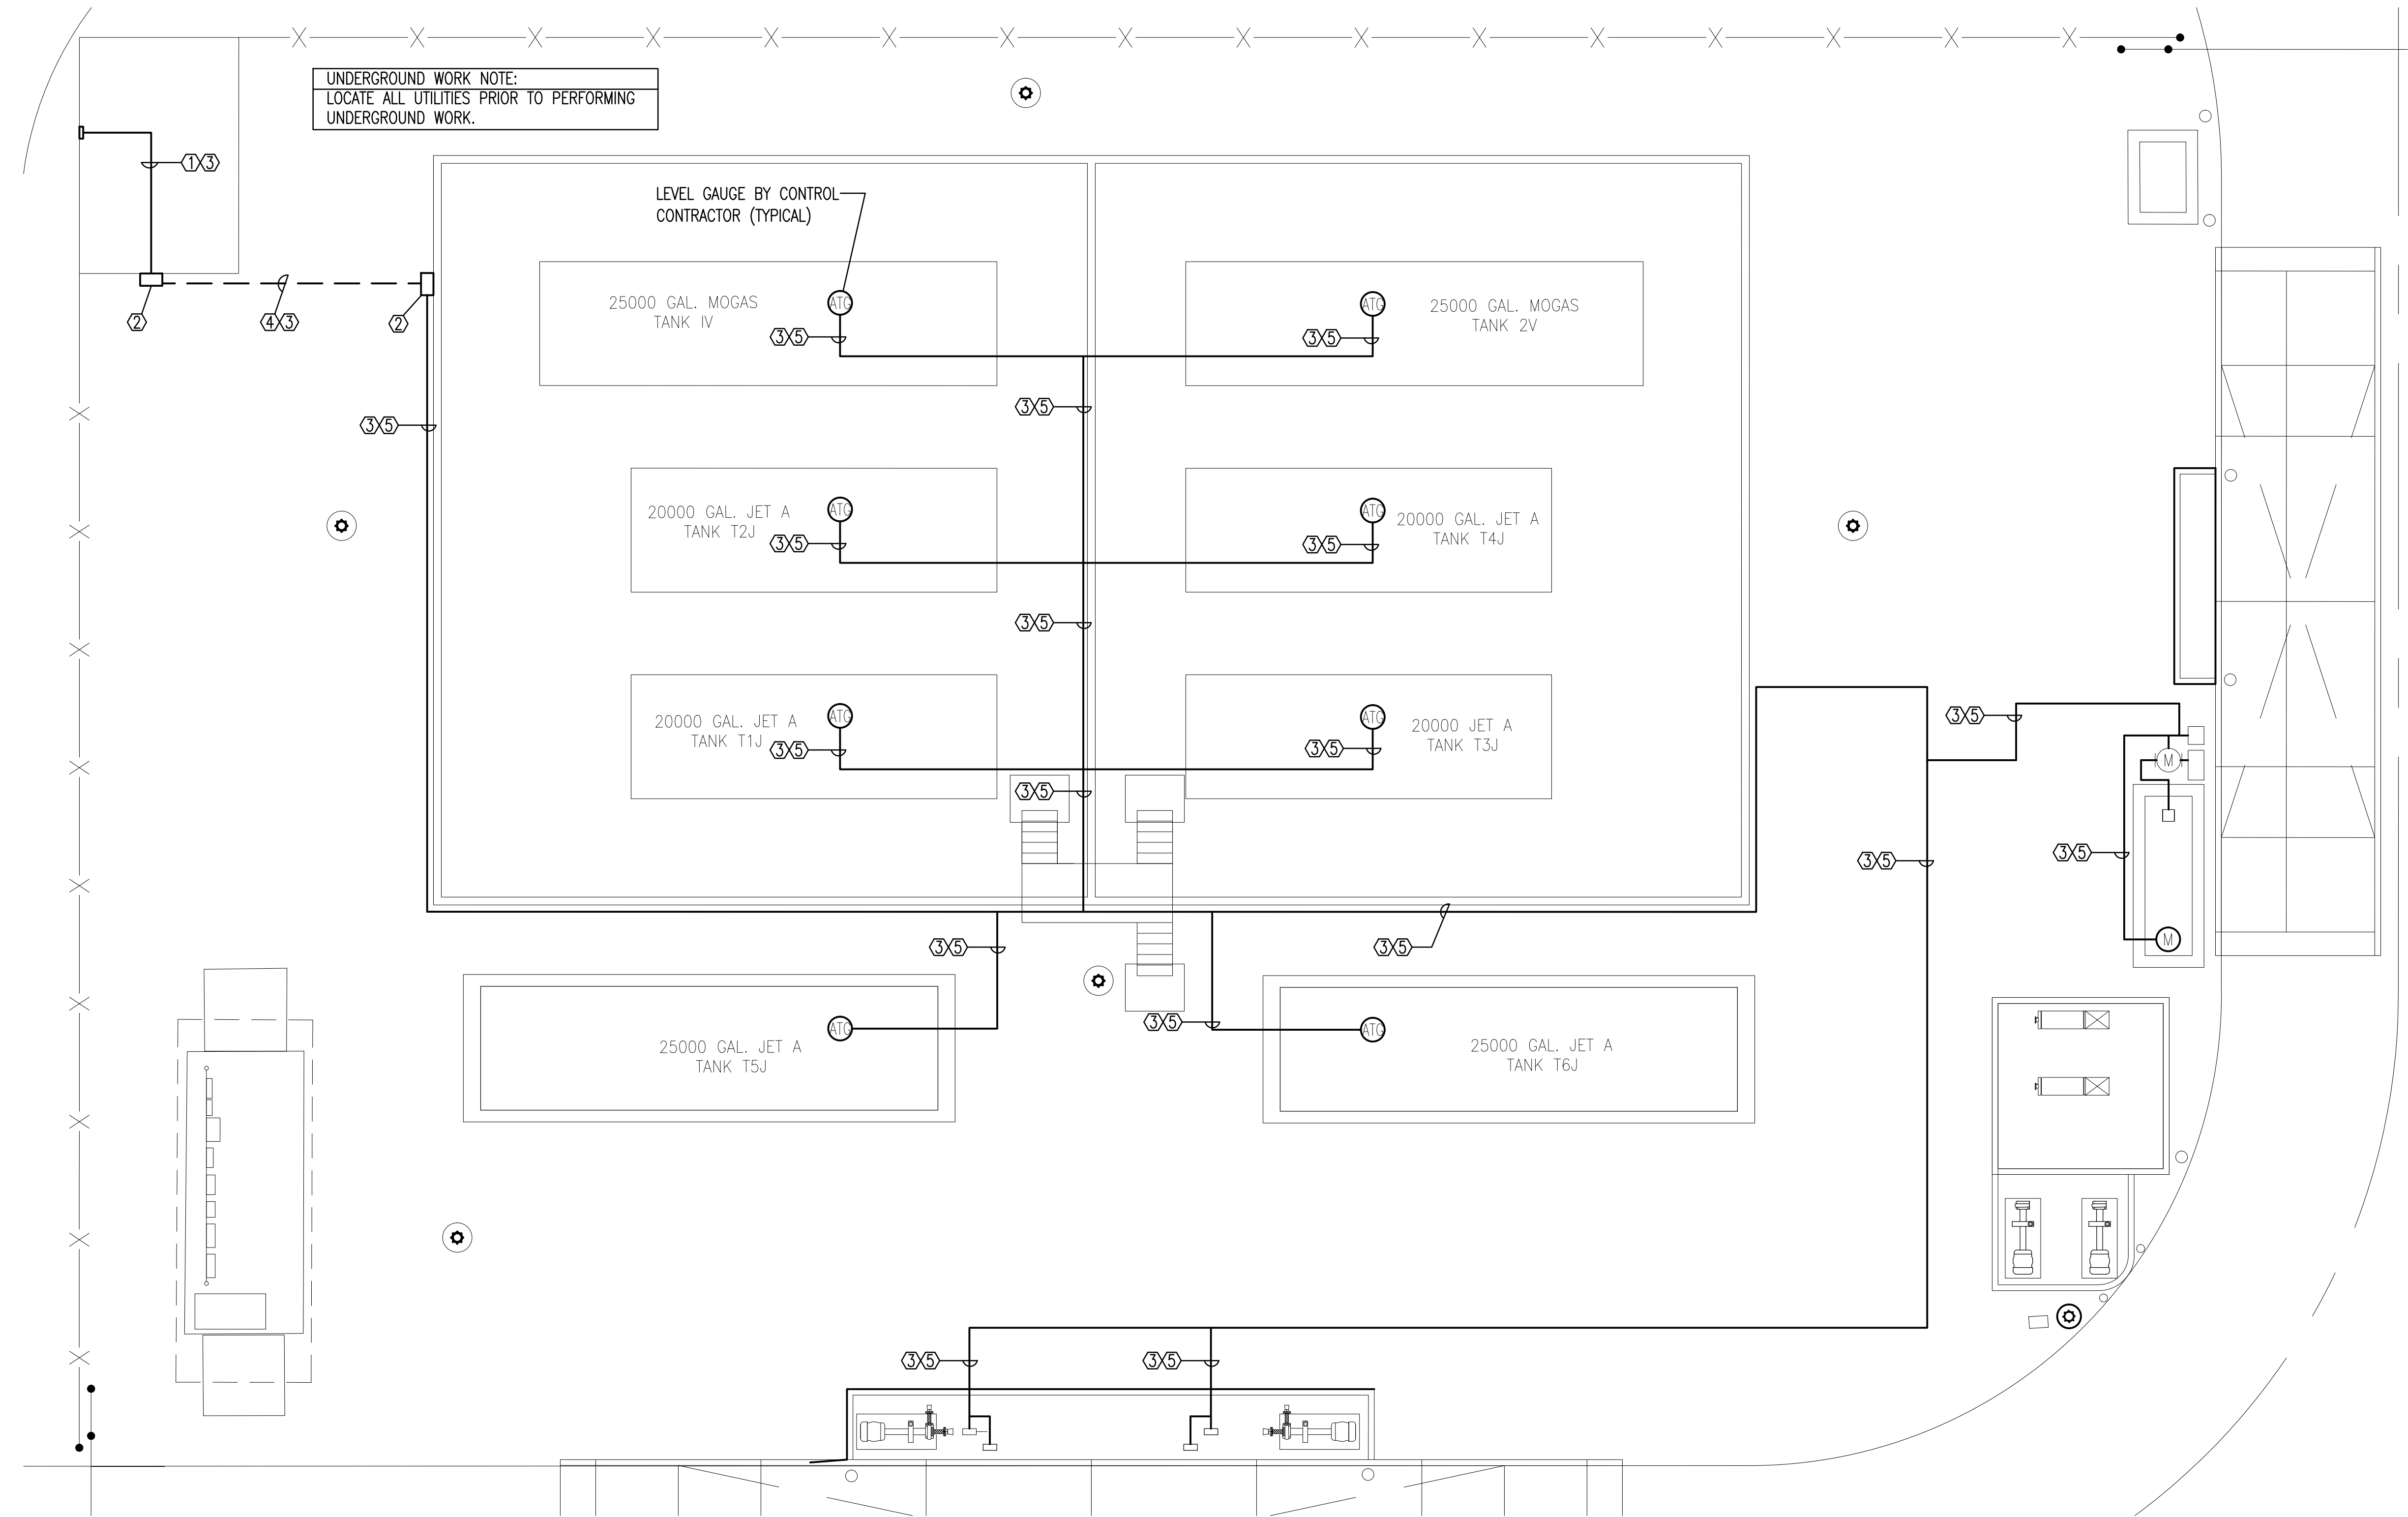 UNDERGROUND WORK NOTE:
LOCATE ALL UTILITIES PRIOR TO PERFORMING
UNDERGROUND WORK.
1 3
LEVEL GAUGE BY CONTROL
CONTRACTOR (TYPICAL)
2
4 3
2
25000 GAL. MOGAS
TANK IV
ATG
3 5
ATG
3 5
25000 GAL. MOGAS
TANK 2V
3 5
3 5
20000 GAL. JET A
TANK T2J
ATG
3 5
ATG
3 5
20000 GAL. JET A
TANK T4J
3 5
20000 GAL. JET A
TANK T1J
ATG
3 5
ATG
3 5
20000 JET A
TANK T3J
3 5
3 5
M
3 5
3 5
M
3 5
3 5
3 5
ATG
25000 GAL. JET A
TANK T5J
ATG
25000 GAL. JET A
TANK T6J
3 5
3 5